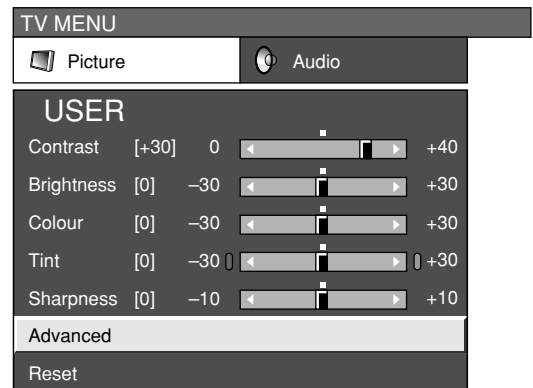 TV MENU
Picture Audio
USER
Contrast [+30] 0 +40
Brightness [0] –30 +30
Colour [0] –30 +30
Tint [0] –30 +30
Sharpness [0] –10 +10
Advanced
Reset